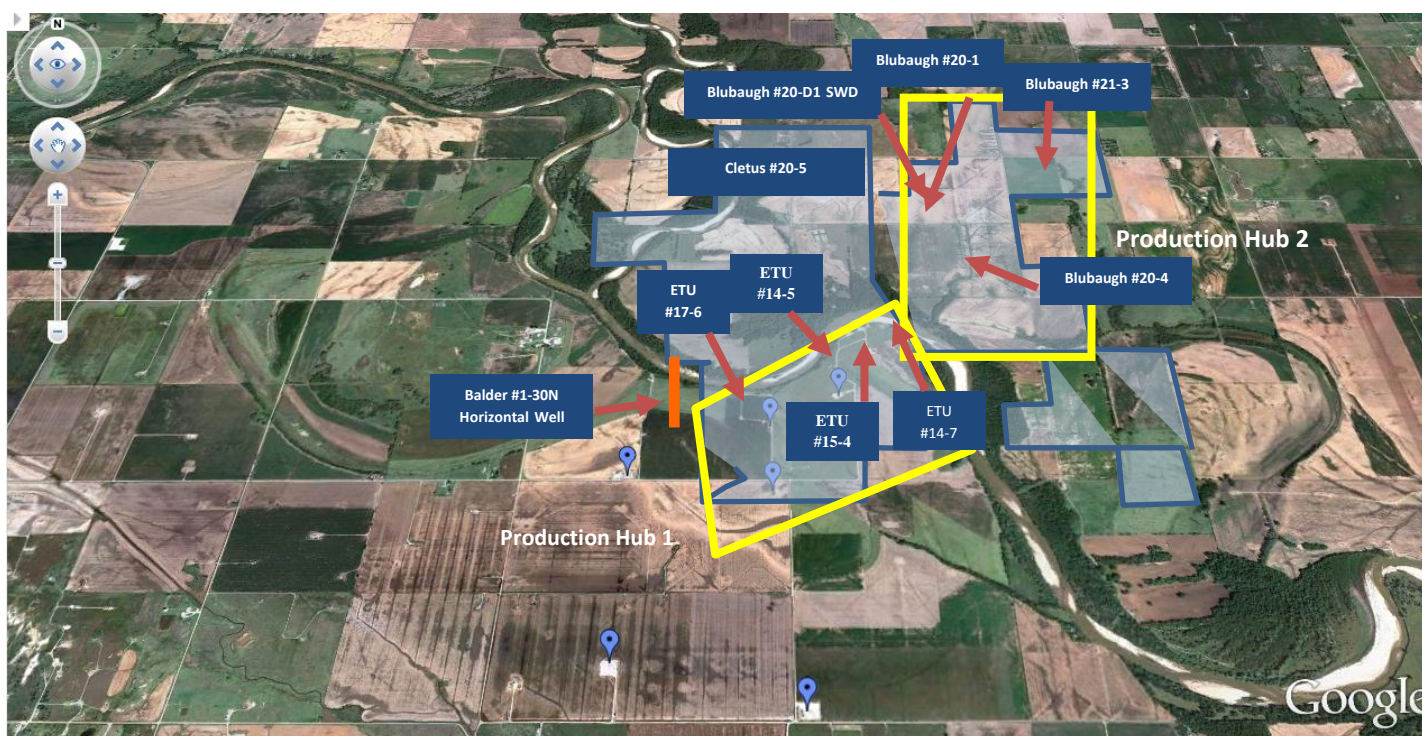 N
Blubaugh #20-1
Blubaugh #20-D1 SWD
Blubaugh #21-3
Cletus #20-5
Production Hub 2
ETU
#14-5
Blubaugh #20-4
ETU
#17-6
Balder #1-30N
Horizontal Well
ETU
#15-4
ETU
#14-7
Production Hub 1
Google